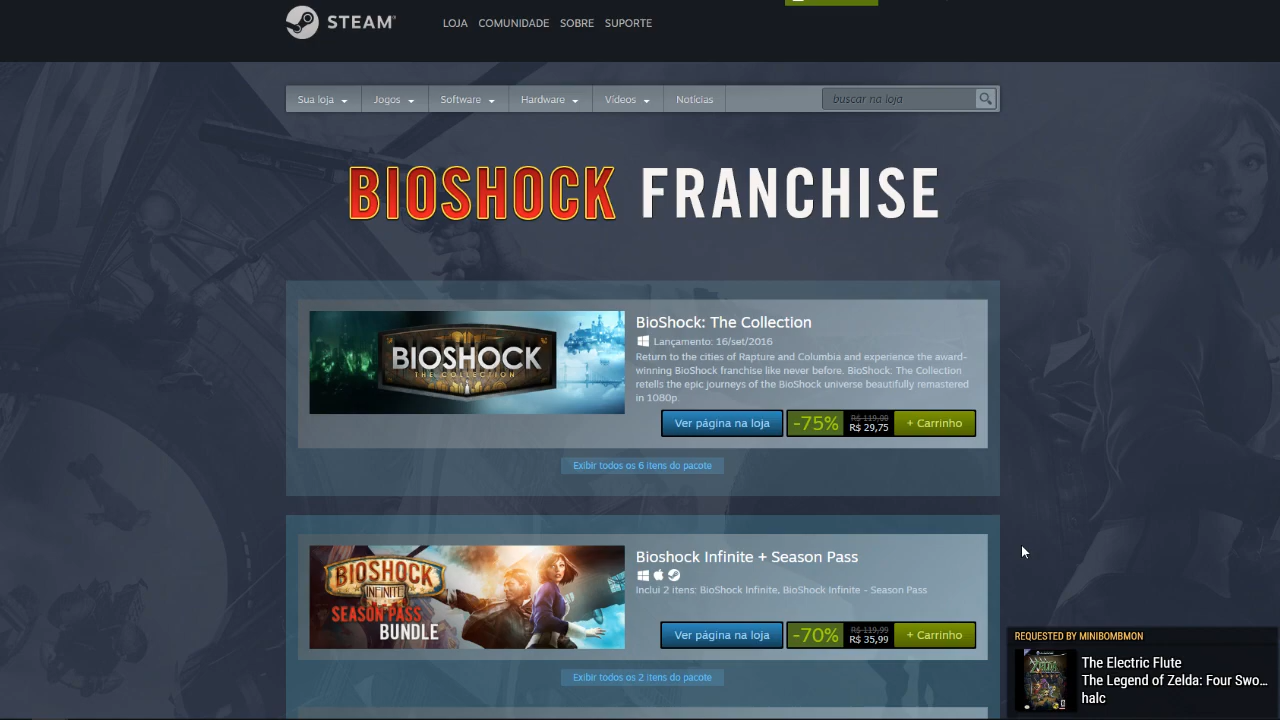 STEAM
LOJA COMUNIDADE SOBRE SUPORTE
Sua loja Jogos Software Hardware Vídeos Notícias buscar na loja
BIOSHOCK FRANCHISE
BIOSHOCK
THE COLLECTION
BioShock: The Collection
Lançamento: 16/set/2016
Return to the cities of Rapture and Columbia and experience the award-
winning BioShock franchise like never before. BioShock: The Collection
retells the epic journeys of the BioShock universe beautifully remastered
in 1080p.
Ver página na loja -75% R$ 119,00 R$ 29,75 + Carrinho
Exibir todos os 6 itens do pacote
BIOSHOCK
INFINITE
SEASON PASS
BUNDLE
Bioshock Infinite + Season Pass
Inclui 2 itens: BioShock Infinite, BioShock Infinite - Season Pass
Ver página na loja -70% R$ 119,99 R$ 35,99 + Carrinho
Exibir todos os 2 itens do pacote
REQUESTED BY MINIBOMBMON
The Electric Flute
The Legend of Zelda: Four Swo...
halc